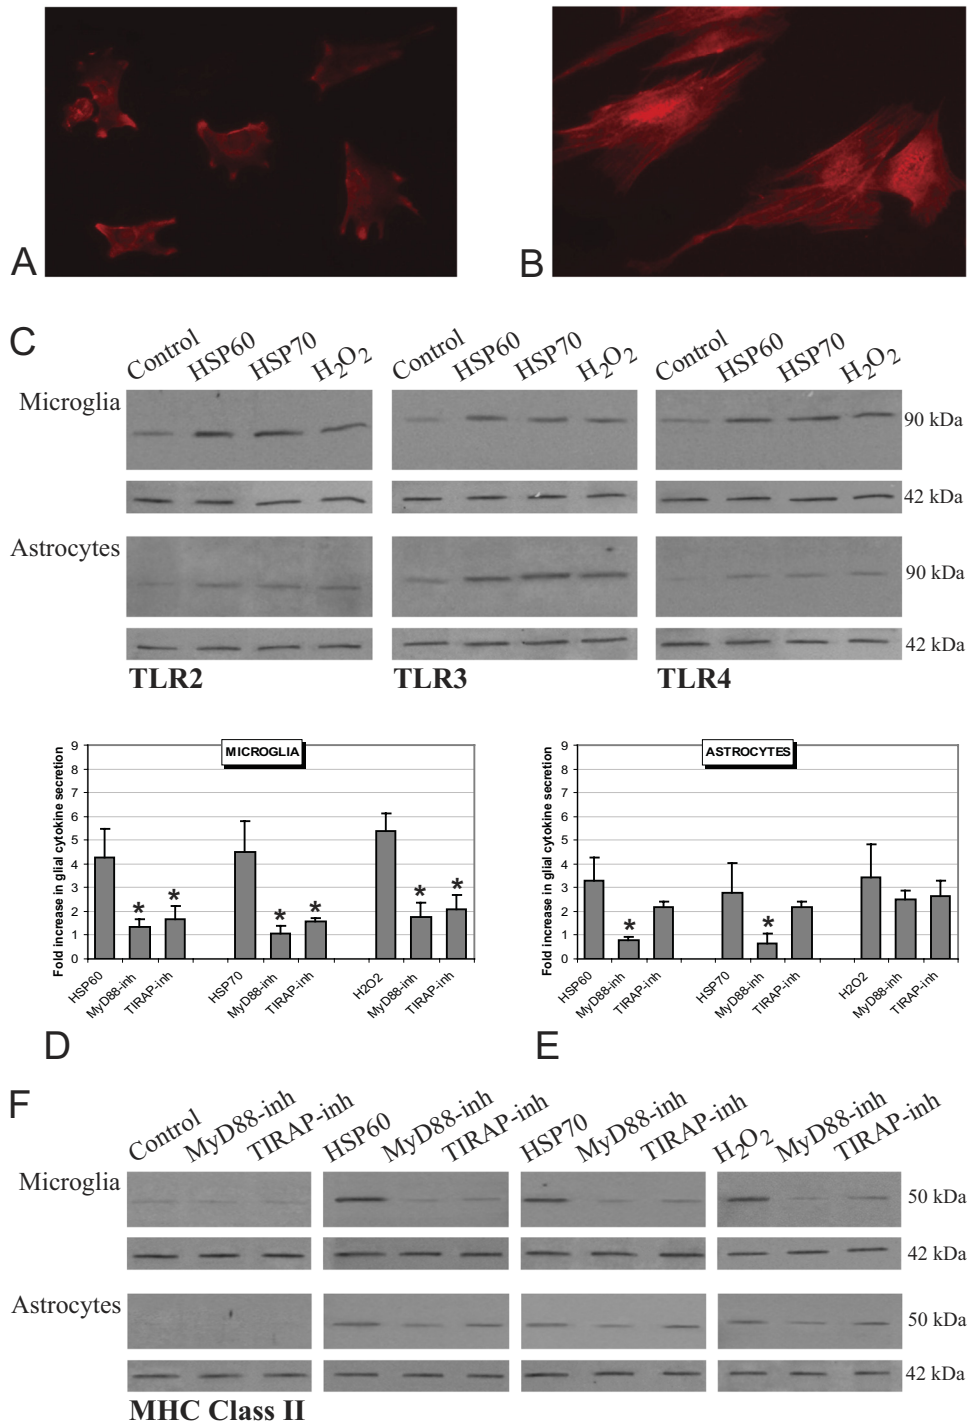 A
B
C
Control HSP60 HSP70 H2O2 Control HSP60 HSP70 H2O2 Control HSP60 HSP70 H2O2
Microglia
90 kDa
42 kDa
Astrocytes
90 kDa
42 kDa
TLR2 TLR3 TLR4
MICROGLIA
Fold increase in glial cytokine secretion
9
8
7
6
5
4
3
2
1
0
* * * * * *
HSP60 MyD88-inh TIRAP-inh HSP70 MyD88-inh TIRAP-inh H2O2 MyD88-inh TIRAP-inh
D
ASTROCYTES
Fold increase in glial cytokine secretion
9
8
7
6
5
4
3
2
1
0
* *
HSP60 MyD88-inh TIRAP-inh HSP70 MyD88-inh TIRAP-inh H2O2 MyD88-inh TIRAP-inh
E
F
Control MyD88-inh TIRAP-inh HSP60 MyD88-inh TIRAP-inh HSP70 MyD88-inh TIRAP-inh H2O2 MyD88-inh TIRAP-inh
Microglia
50 kDa
42 kDa
Astrocytes
50 kDa
42 kDa
MHC Class II